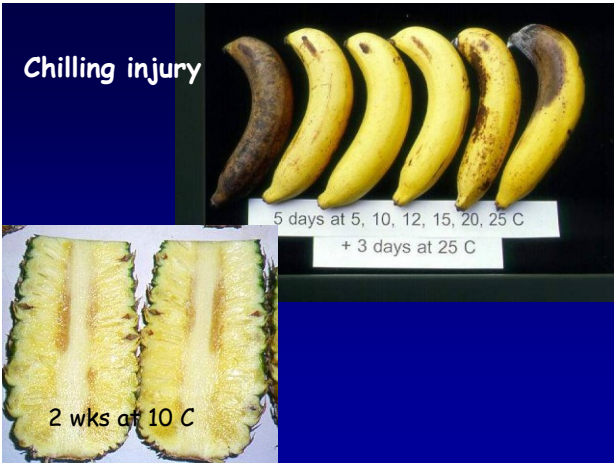 Chilling injury
5 days at 5, 10, 12, 15, 20, 25 C
+ 3 days at 25 C
2 wks at 10 C